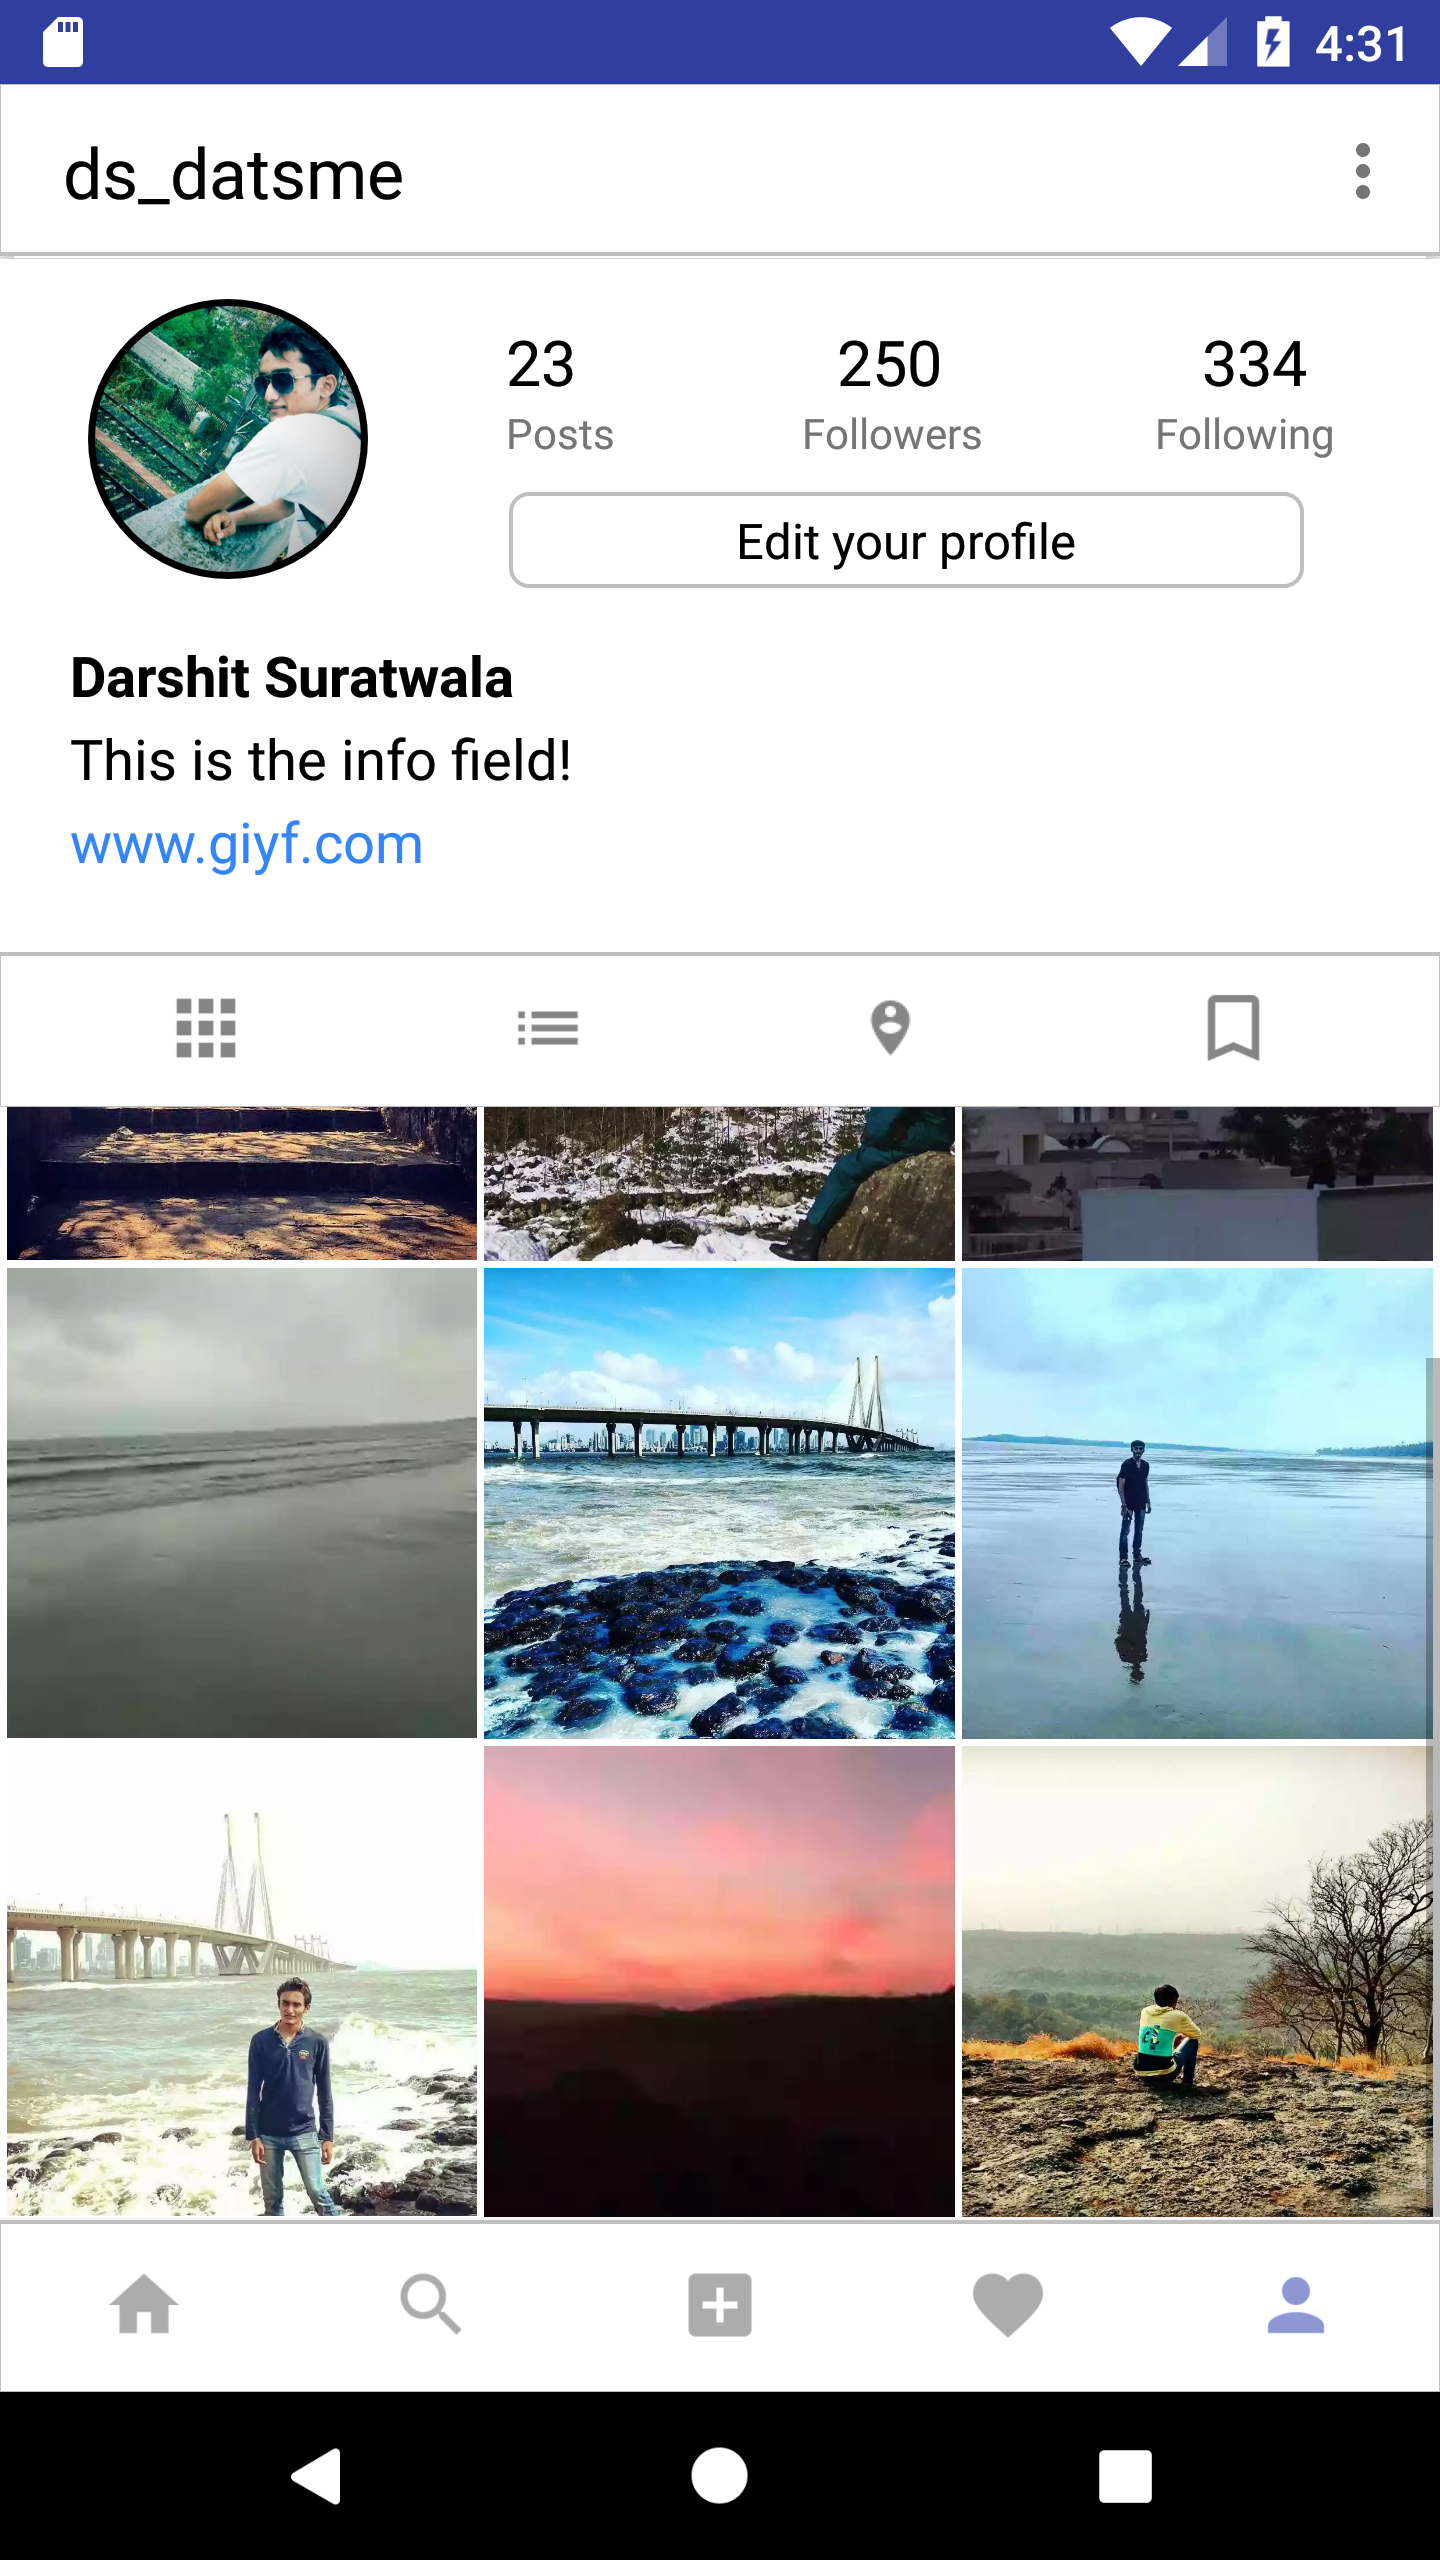 4:31
ds_datsme
23 250 334
Posts Followers Following
Edit your profile
Darshit Suratwala
This is the info field!
www.giyf.com